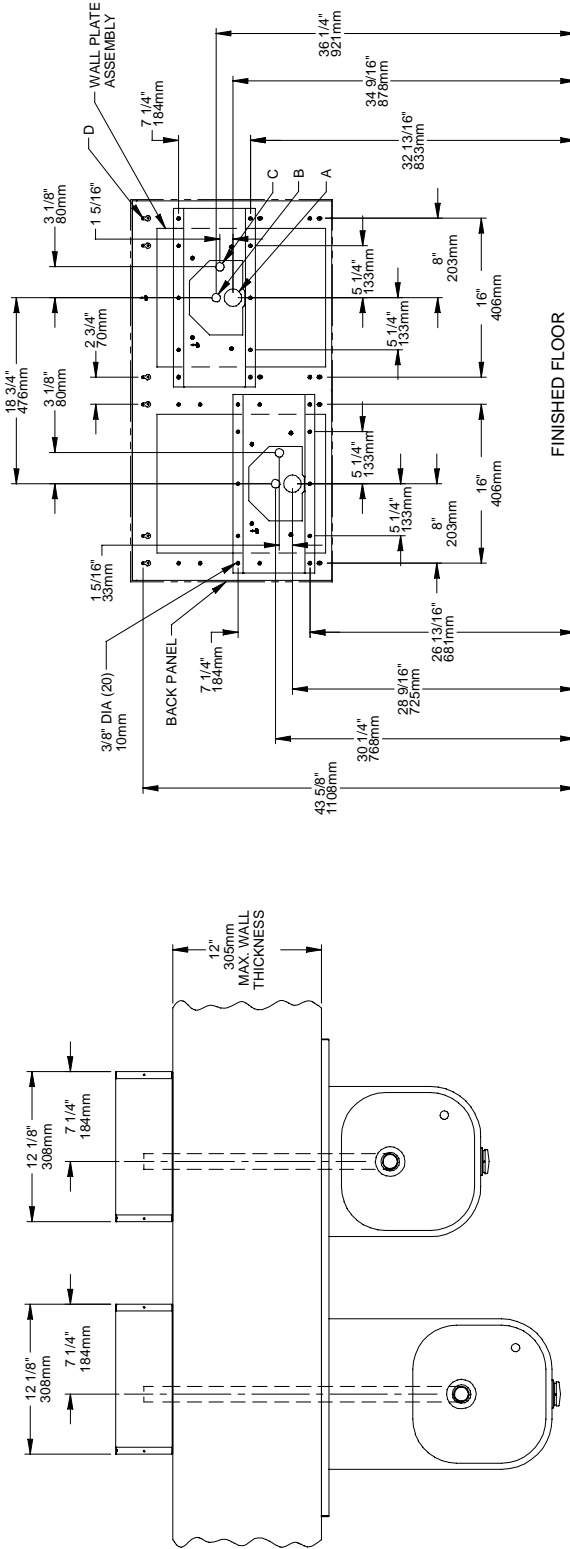 12 1/8"
308mm
7 1/4"
184mm
12 1/8"
308mm
7 1/4"
184mm
12"
305mm
MAX. WALL
THICKNESS
18 3/4"
476mm
3 1/8"
80mm
2 3/4"
70mm
3 1/8"
80mm
1 5/16"
D
WALL PLATE
ASSEMBLY
7 1/4"
184mm
1 5/16"
33mm
3/8" DIA (20)
10mm
BACK PANEL
C
B
A
7 1/4"
184mm
5 1/4"
133mm
5 1/4"
133mm
8"
203mm
16"
406mm
5 1/4"
133mm
5 1/4"
133mm
8"
203mm
16"
406mm
43 5/8"
1108mm
30 1/4"
768mm
28 9/16"
725mm
26 13/16"
681mm
32 13/16"
833mm
34 9/16"
878mm
36 1/4"
921mm
FINISHED FLOOR